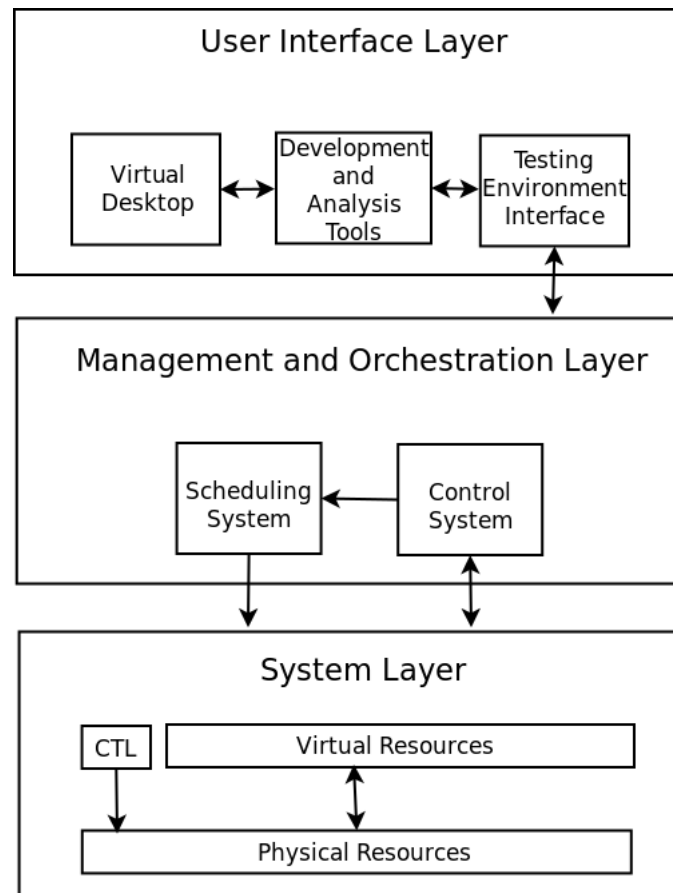 User Interface Layer
Virtual
Desktop
Development
and
Analysis
Tools
Testing
Environment
Interface
Management and Orchestration Layer
Scheduling
System
Control
System
System Layer
CTL
Virtual Resources
Physical Resources